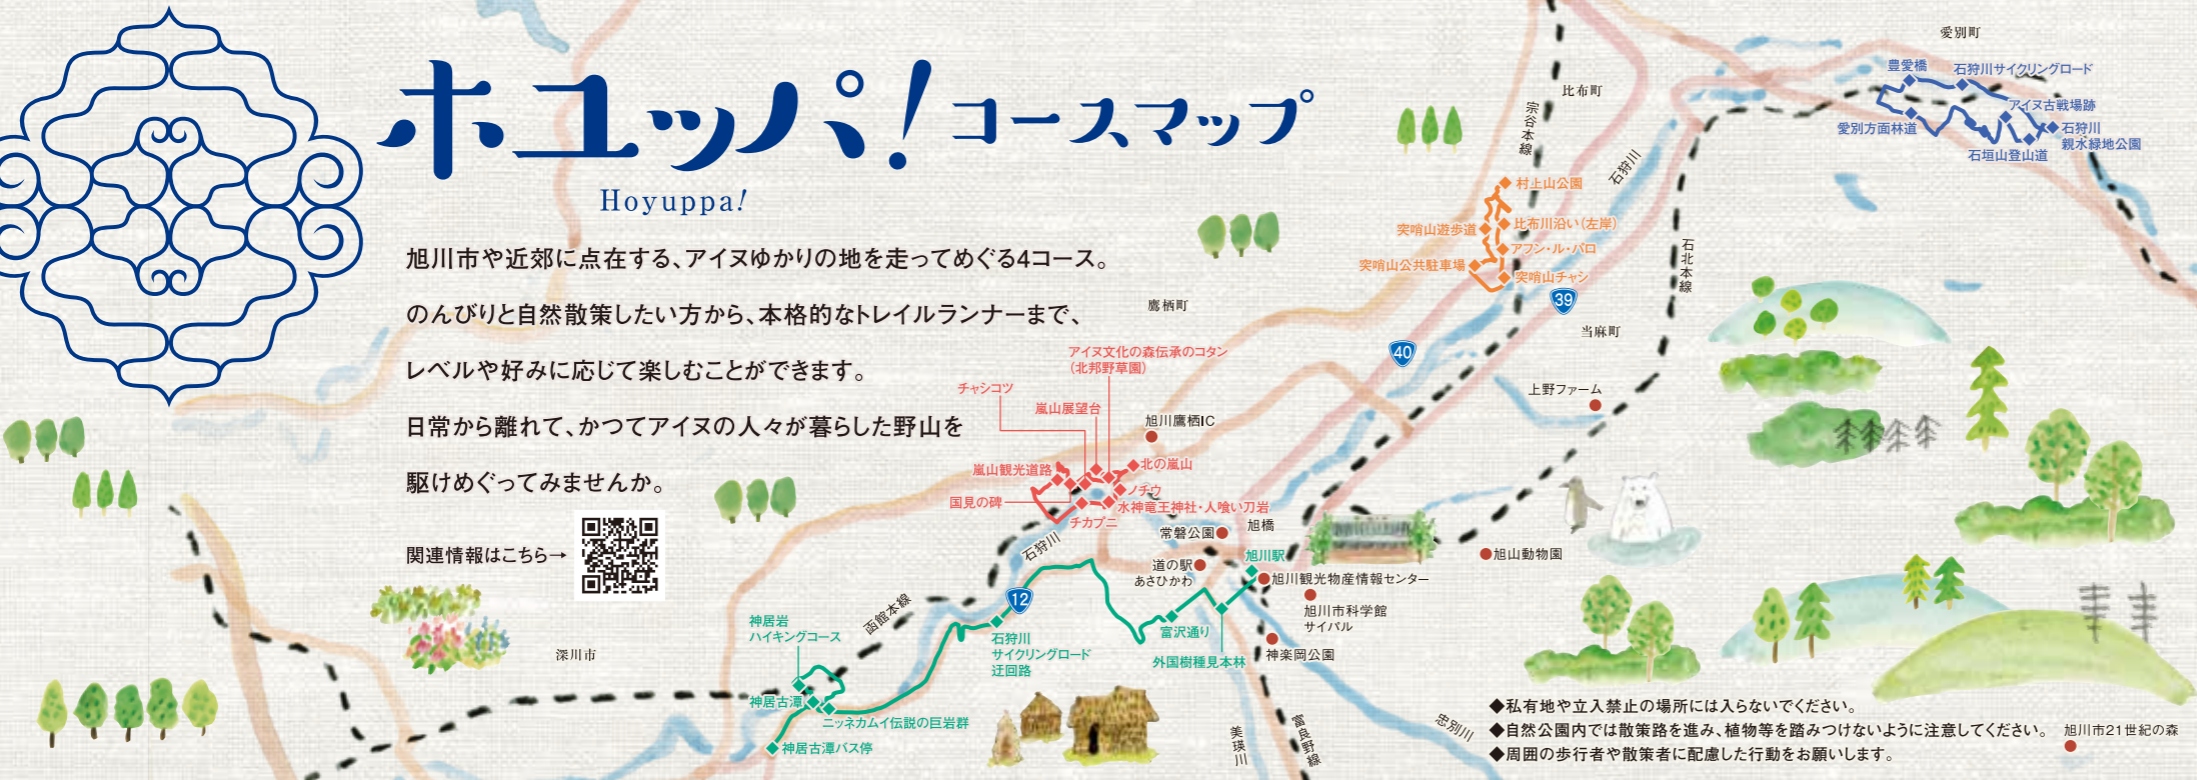 ホユッパ!コースマップ
Hoyuppa!
旭川市や近郊に点在する、アイヌゆかりの地を走ってめぐる4コース。
のんびりと自然散策したい方から、本格的なトレイルランナーまで、
レベルや好みに応じて楽しむことができます。
日常から離れて、かつてアイヌの人々が暮らした野山を
駆けめぐってみませんか。
関連情報はこちら→
愛別町
豊愛橋
石狩川サイクリングロード
アイヌ古戦場跡
愛別方面林道
石狩川
親水緑地公園
石垣山登山道
比布町
宗谷本線
石狩川
村上山公園
比布川沿い(左岸)
突哨山遊歩道
アフン・ル・パロ
突哨山公共駐車場
突哨山チャシ
石北本線
39
鷹栖町
当麻町
40
上野ファーム
アイヌ文化の森伝承のコタン
(北邦野草園)
チャシコツ
嵐山展望台
旭川鷹栖IC
嵐山観光道路
北の嵐山
国見の碑
ノチウ
水神竜王神社・人喰い刀岩
チカプニ
石狩川
常磐公園
旭橋
旭川駅
道の駅
あさひかわ
旭川観光物産情報センター
旭山動物園
旭川市科学館
サイパル
12
函館本線
神居岩
ハイキングコース
石狩川
サイクリングロード
迂回路
富沢通り
外国樹種見本林
神楽岡公園
深川市
神居古潭
ニッネカムイ伝説の巨岩群
神居古潭バス停
美瑛川
富良野線
忠別川
◆私有地や立入禁止の場所には入らないでください。
◆自然公園内では散策路を進み、植物等を踏みつけないように注意してください。
◆周囲の歩行者や散策者に配慮した行動をお願いします。
旭川市21世紀の森